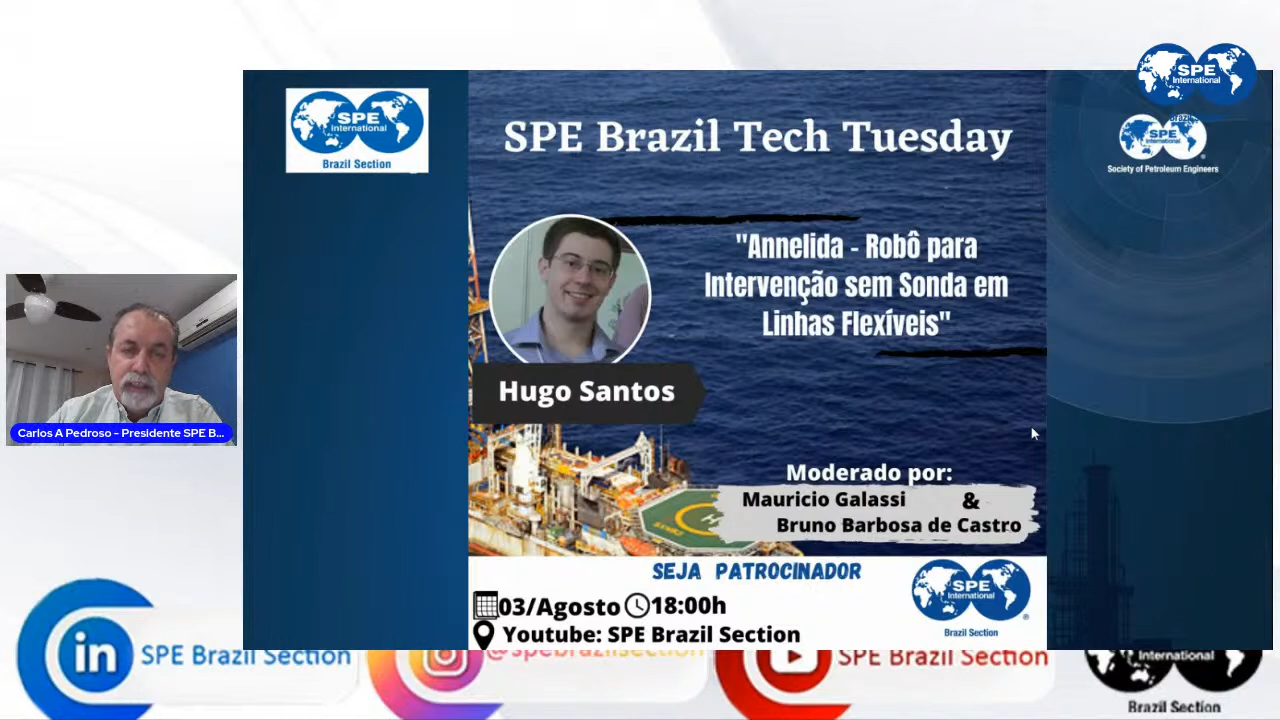 SPE
International
Brazil Section
SPE Brazil Tech Tuesday
SPE
International
SPE
Society of Petroleum Engineers
"Annelida - Robô para
Intervenção sem Sonda em
Linhas Flexíveis"
Hugo Santos
Carlos A Pedroso - Presidente SPE B...
Moderado por:
Mauricio Galassi &
Bruno Barbosa de Castro
SEJA PATROCINADOR
03/Agosto 18:00h
Youtube: SPE Brazil Section
SPE
International
Brazil Section
in SPE Brazil Section
@spebrazilsection
SPE Brazil Section
International
Brazil Section